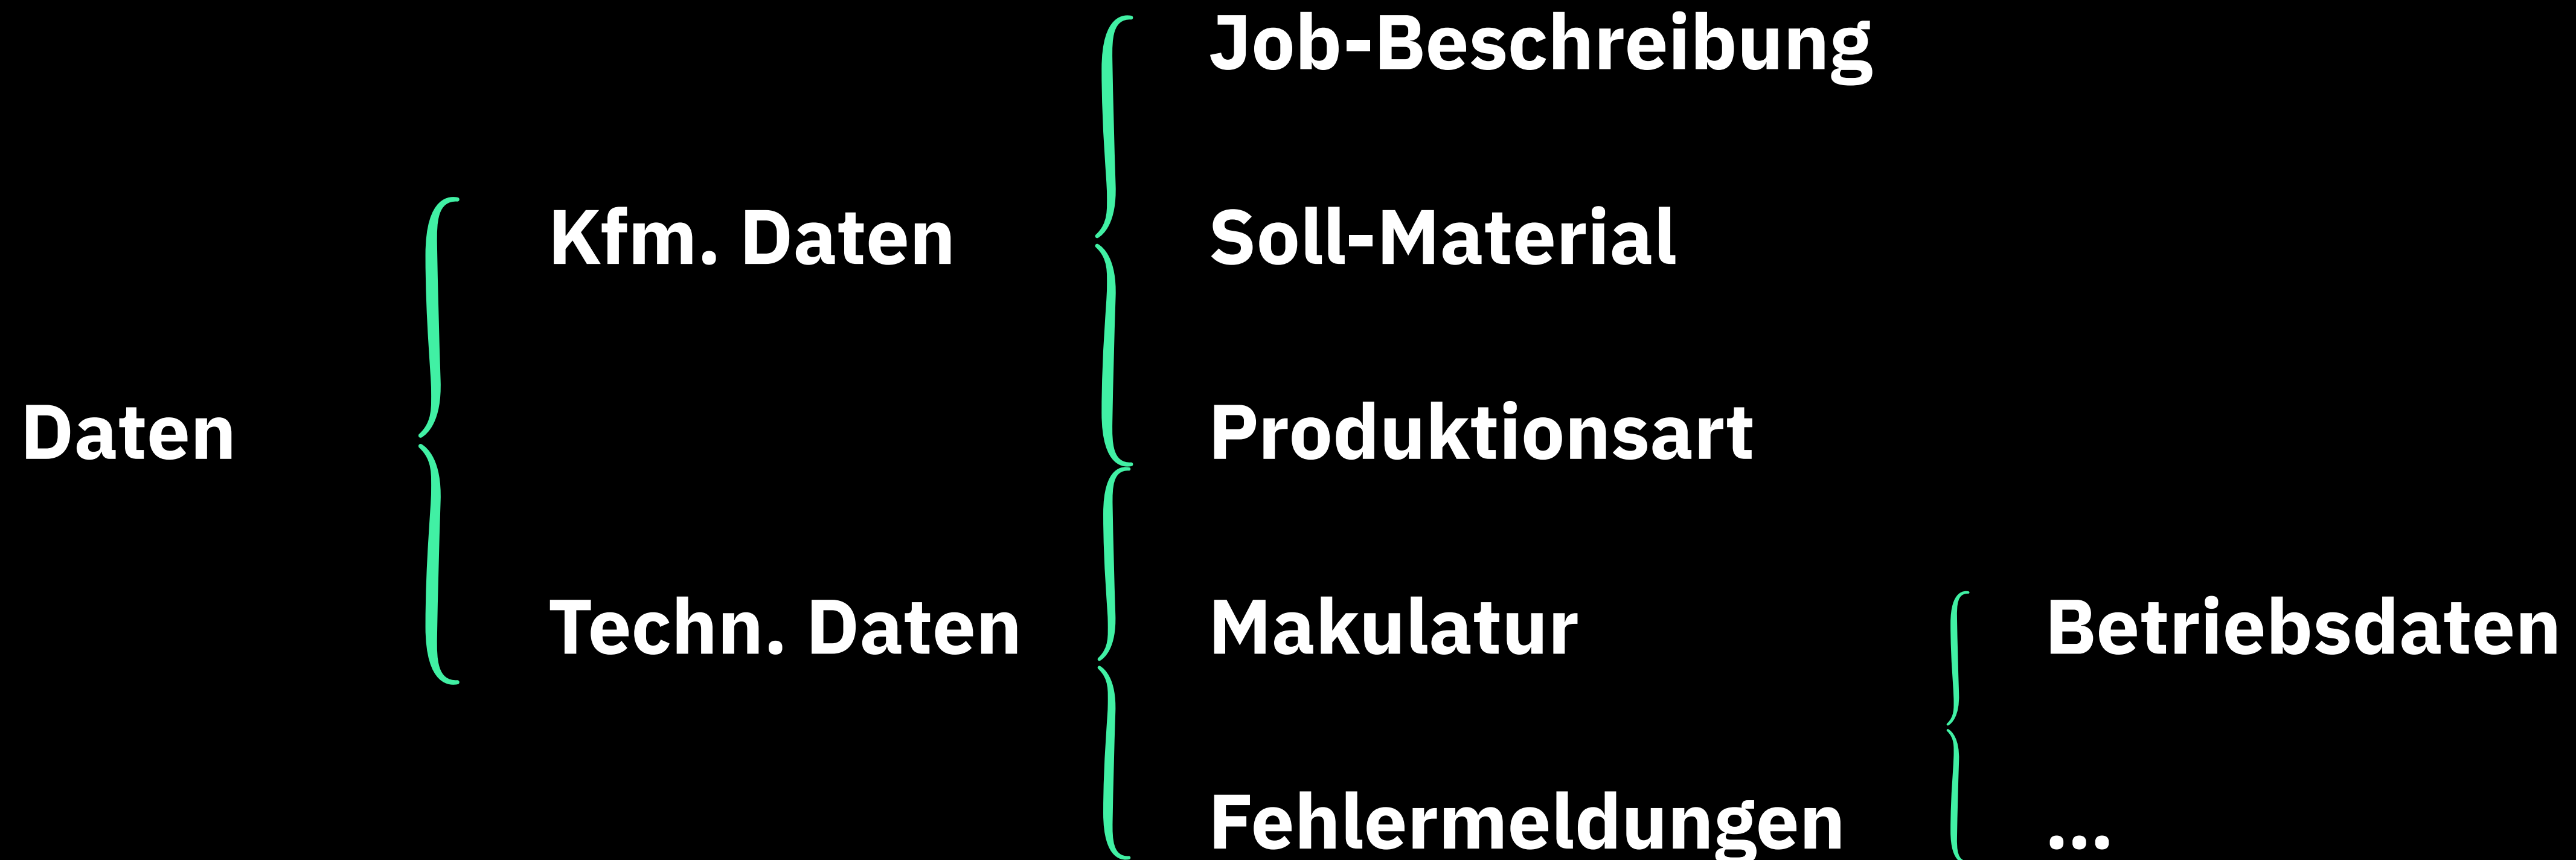 Job-Beschreibung
Kfm. Daten
Soll-Material
Daten
Produktionsart
Techn. Daten
Makulatur
Betriebsdaten
Fehlermeldungen
...